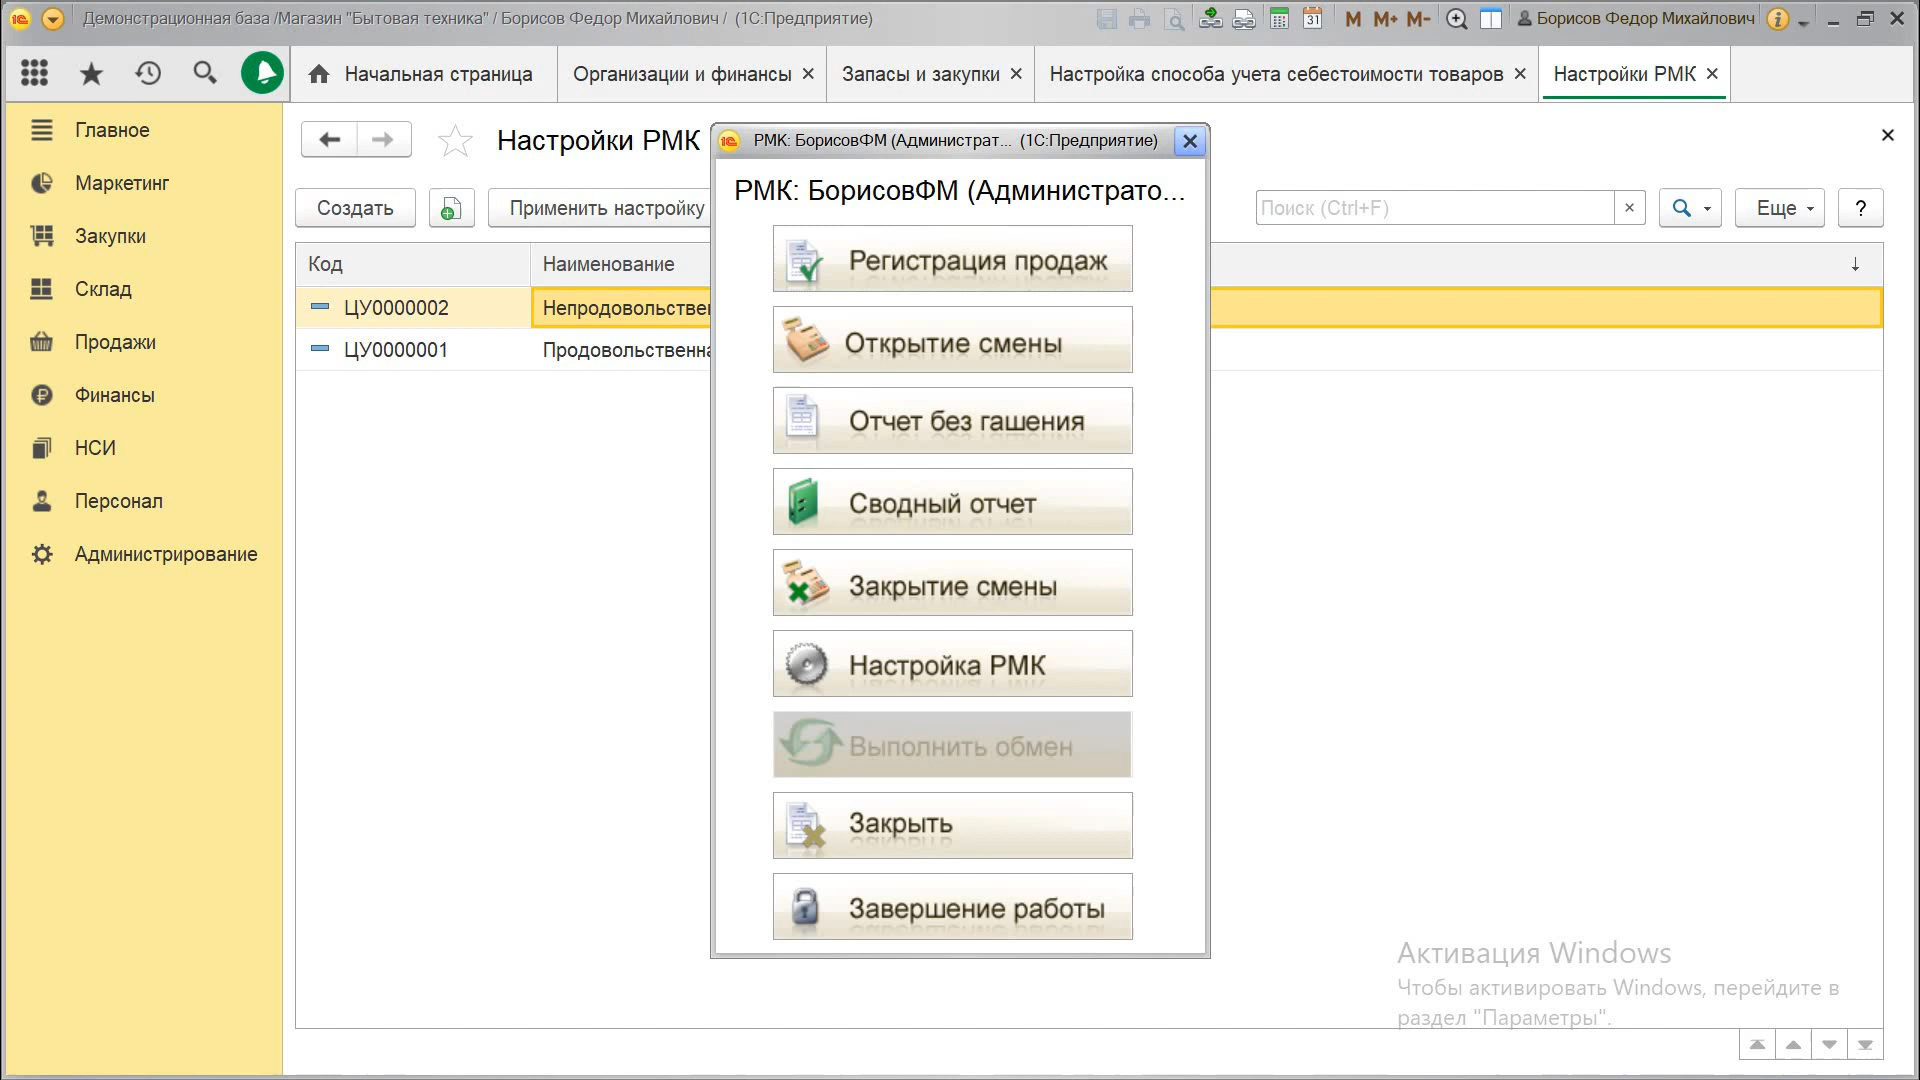 Демонстрационная база /Магазин "Бытовая техника" / Борисов Федор Михайлович / (1С:Предприятие)
31 M M+ M- Борисов Федор Михайлович
Начальная страница
Организации и финансы
Запасы и закупки
Настройка способа учета себестоимости товаров
Настройки РМК
Главное
Маркетинг
Закупки
Склад
Продажи
Финансы
НСИ
Персонал
Администрирование
Настройки РМК
Создать
Применить настройку
Поиск (Ctrl+F)
Еще
?
Код
Наименование
ЦУ0000002
Непродовольствен
ЦУ0000001
Продовольственна
РМК: БорисовФМ (Администрат... (1С:Предприятие)
РМК: БорисовФМ (Администрато...
Регистрация продаж
Открытие смены
Отчет без гашения
Сводный отчет
Закрытие смены
Настройка РМК
Выполнить обмен
Закрыть
Завершение работы
Активация Windows
Чтобы активировать Windows, перейдите в
раздел "Параметры".